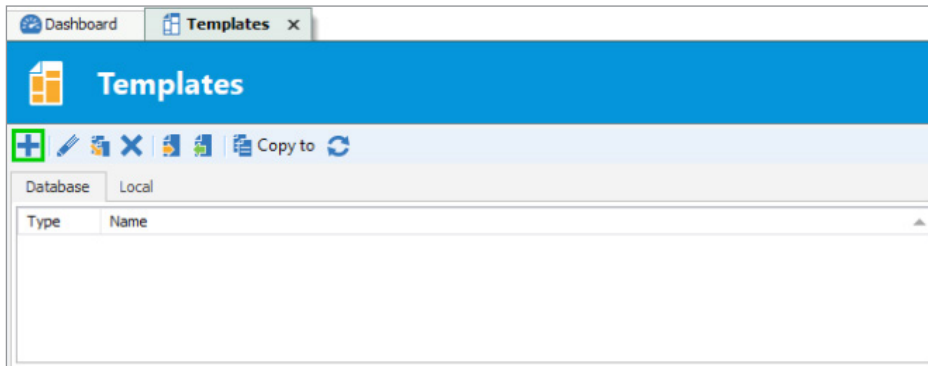 Dashboard Templates x
Templates
Copy to
Database Local
Type Name